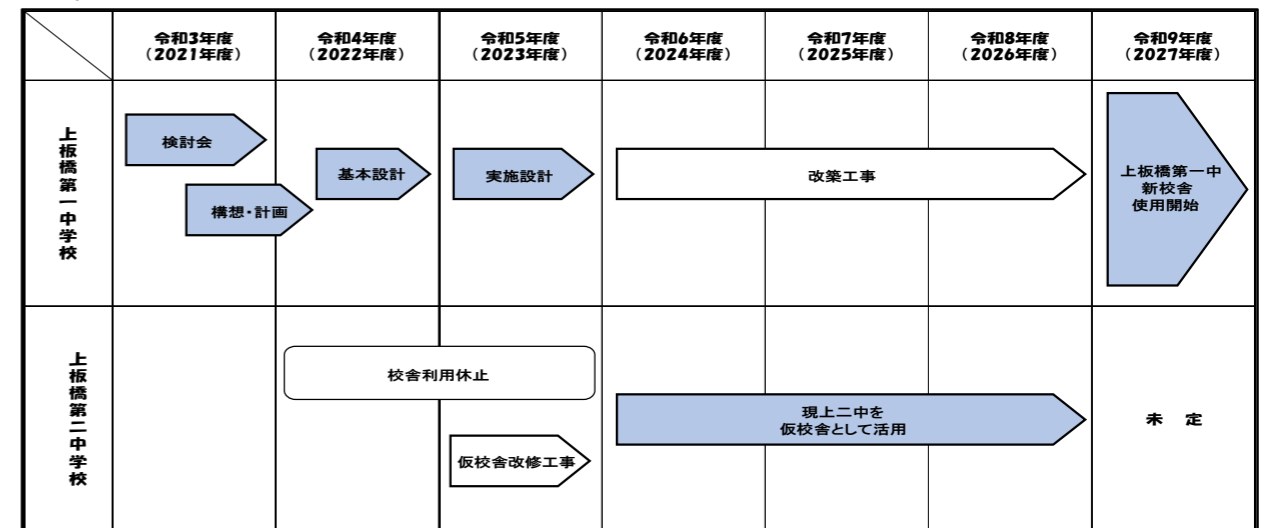 令和3年度
（2021年度）
令和4年度
（2022年度）
令和5年度
（2023年度）
令和6年度
（2024年度）
令和7年度
（2025年度）
令和8年度
（2026年度）
令和9年度
（2027年度）
上板橋第一中学校
検討会
構想・計画
基本設計
実施設計
改築工事
上板橋第一中
新校舎
使用開始
上板橋第二中学校
校舎利用休止
仮校舎改修工事
現上二中を
仮校舎として活用
未 定